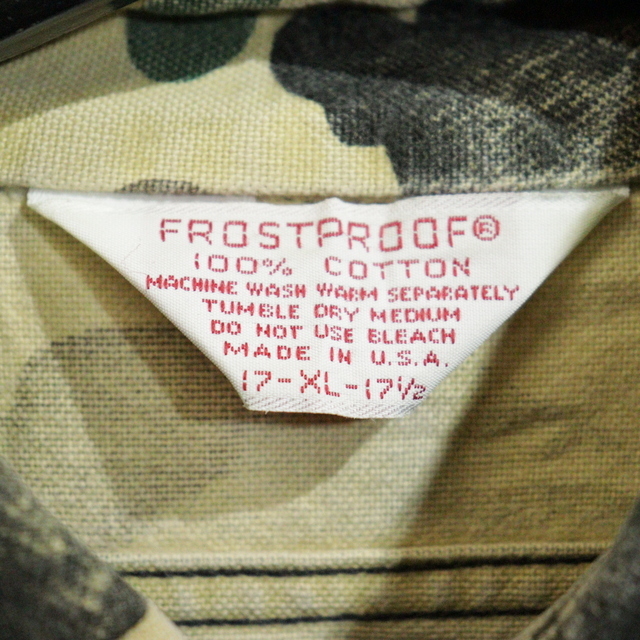 FROSTPROOF®
100% COTTON
MACHINE WASH WARM SEPARATELY
TUMBLE DRY MEDIUM
DO NOT USE BLEACH
MADE IN U.S.A.
17-XL-17½